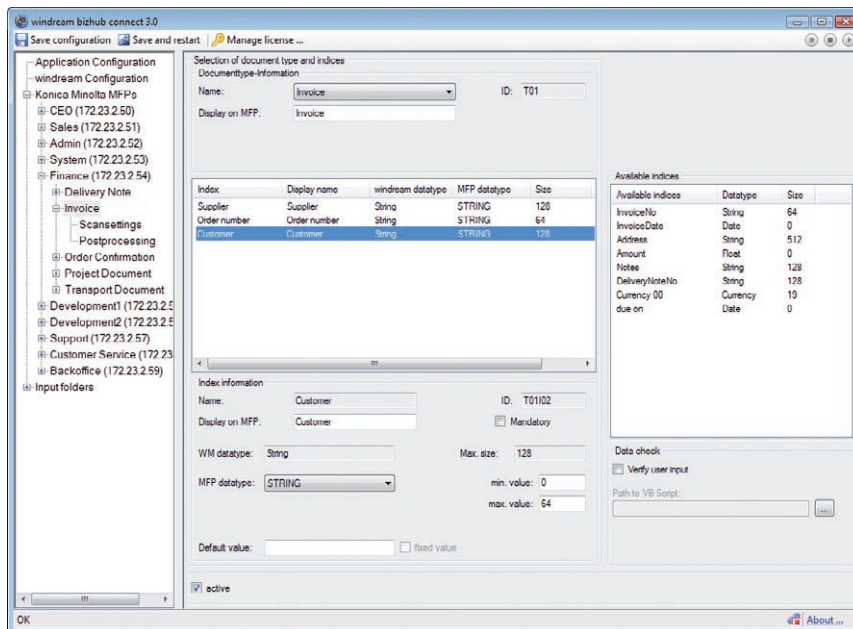 windream bizhub connect 3.0
Save configuration Save and restart Manage license ...
Application Configuration
windream Configuration
Konica Minolta MFPs
CEO (172.23.2.50)
Sales (172.23.2.51)
Admin (172.23.2.52)
System (172.23.2.53)
Finance (172.23.2.54)
Delivery Note
Invoice
Scansettings
Postprocessing
Order Confirmation
Project Document
Transport Document
Development1 (172.23.2.5
Development2 (172.23.2.5
Support (172.23.2.57)
Customer Service (172.23
Backoffice (172.23.2.59)
Input folders
Selection of document type and indices
Documenttype-Information
Name: Invoice ID: T01
Display on MFP: Invoice
Index Display name windream datatype MFP datatype Size
Supplier Supplier String STRING 128
Order number Order number String STRING 64
Customer Customer String STRING 128
Index information
Name: Customer ID: T01I02
Display on MFP: Customer Mandatory
WM datatype: String Max. size: 128
MFP datatype: STRING min. value: 0
max. value: 64
Default value: fixed value
active
Available indices
Available indices Datatype Size
InvoiceNo String 64
InvoiceDate Date 0
Address String 512
Amount Float 0
Notes String 128
DeliveryNoteNo String 128
Currency 00 Currency 19
due on Date 0
Data check
Verify user input
Path to VB Script:
...
OK About ...